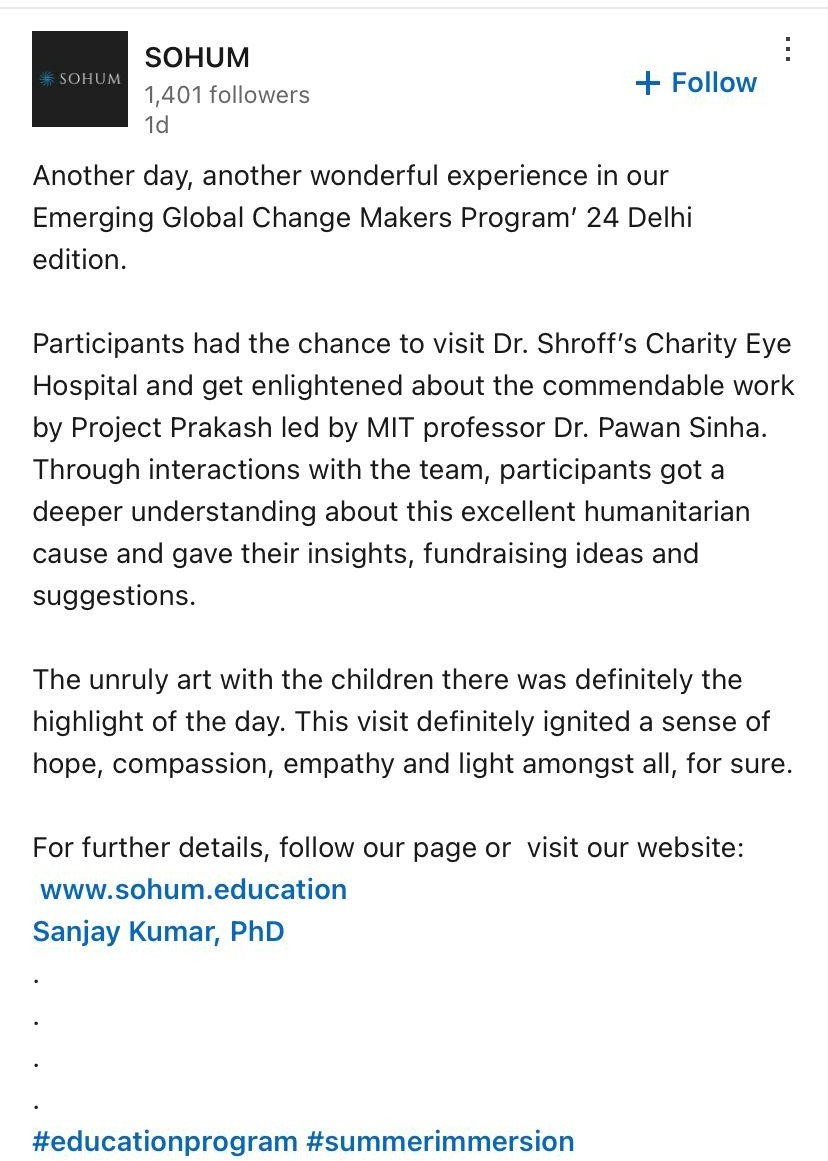 SOHUM
SOHUM
1,401 followers
1d
+ Follow
Another day, another wonderful experience in our
Emerging Global Change Makers Program’ 24 Delhi
edition.
Participants had the chance to visit Dr. Shroff’s Charity Eye
Hospital and get enlightened about the commendable work
by Project Prakash led by MIT professor Dr. Pawan Sinha.
Through interactions with the team, participants got a
deeper understanding about this excellent humanitarian
cause and gave their insights, fundraising ideas and
suggestions.
The unruly art with the children there was definitely the
highlight of the day. This visit definitely ignited a sense of
hope, compassion, empathy and light amongst all, for sure.
For further details, follow our page or  visit our website:
www.sohum.education
Sanjay Kumar, PhD
.
.
.
.
#educationprogram #summerimmersion